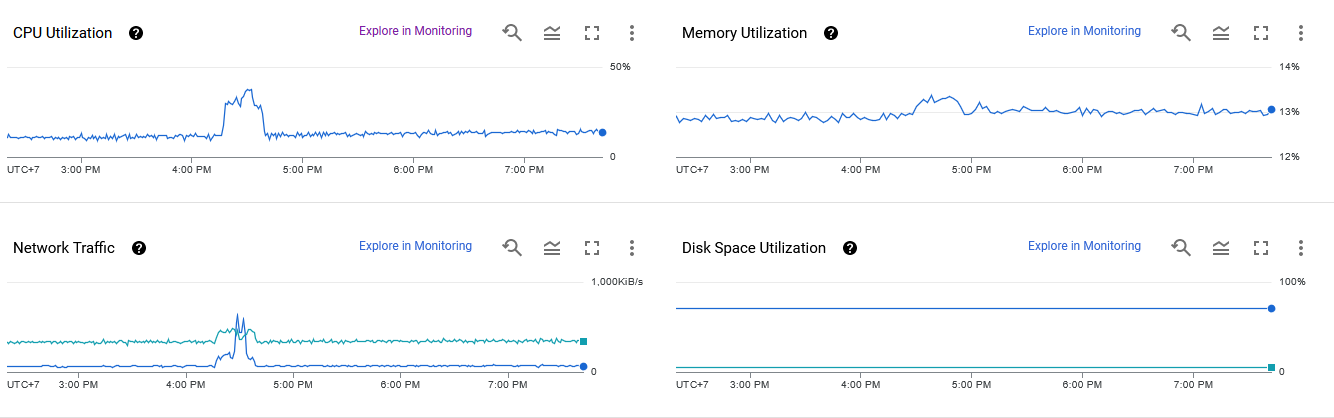 CPU Utilization ? Explore in Monitoring
50%
0
UTC+7 3:00 PM 4:00 PM 5:00 PM 6:00 PM 7:00 PM
Memory Utilization ? Explore in Monitoring
14%
13%
12%
UTC+7 3:00 PM 4:00 PM 5:00 PM 6:00 PM 7:00 PM
Network Traffic ? Explore in Monitoring
1,000KiB/s
0
UTC+7 3:00 PM 4:00 PM 5:00 PM 6:00 PM 7:00 PM
Disk Space Utilization ? Explore in Monitoring
100%
0
UTC+7 3:00 PM 4:00 PM 5:00 PM 6:00 PM 7:00 PM